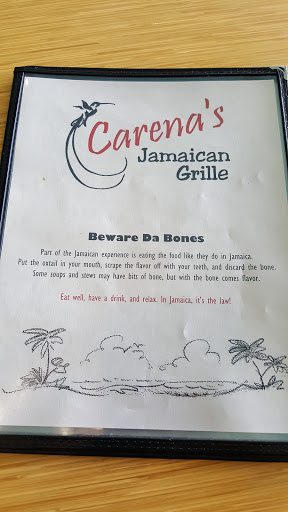 Carena's
Jamaican
Grille
Beware Da Bones
Part of the Jamaican experience is eating the food like they do in Jamaica.
Put the oxtail in your mouth, scrape the flavor off with your teeth, and discard the bone.
Some soups and stews may have bits of bone, but with the bone comes flavor.
Eat well, have a drink, and relax. In Jamaica, it's the law!